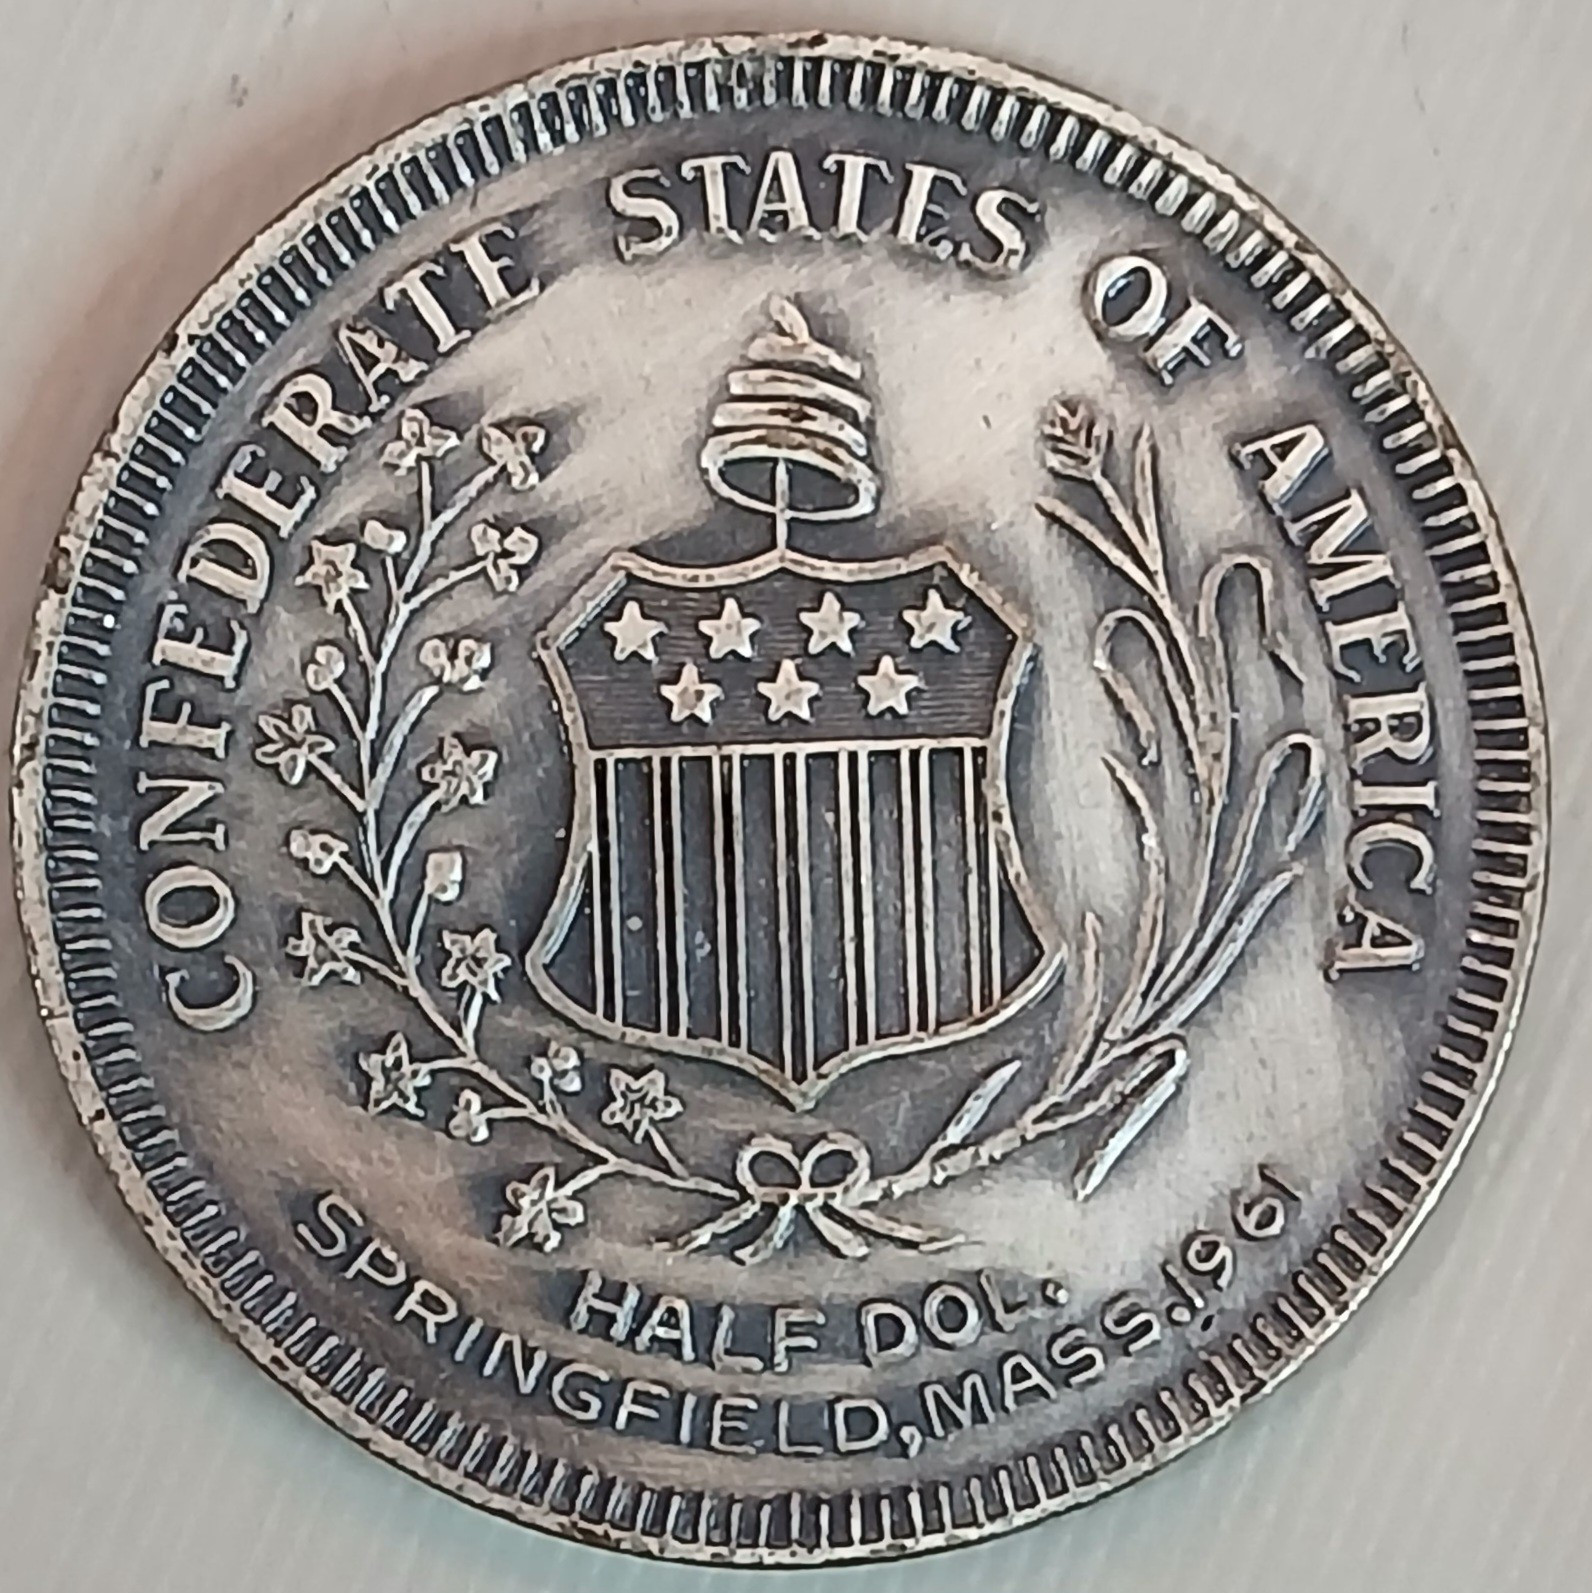 CONFEDERATE STATES OF AMERICA
HALF DOL.
SPRINGFIELD, MASS. 1961